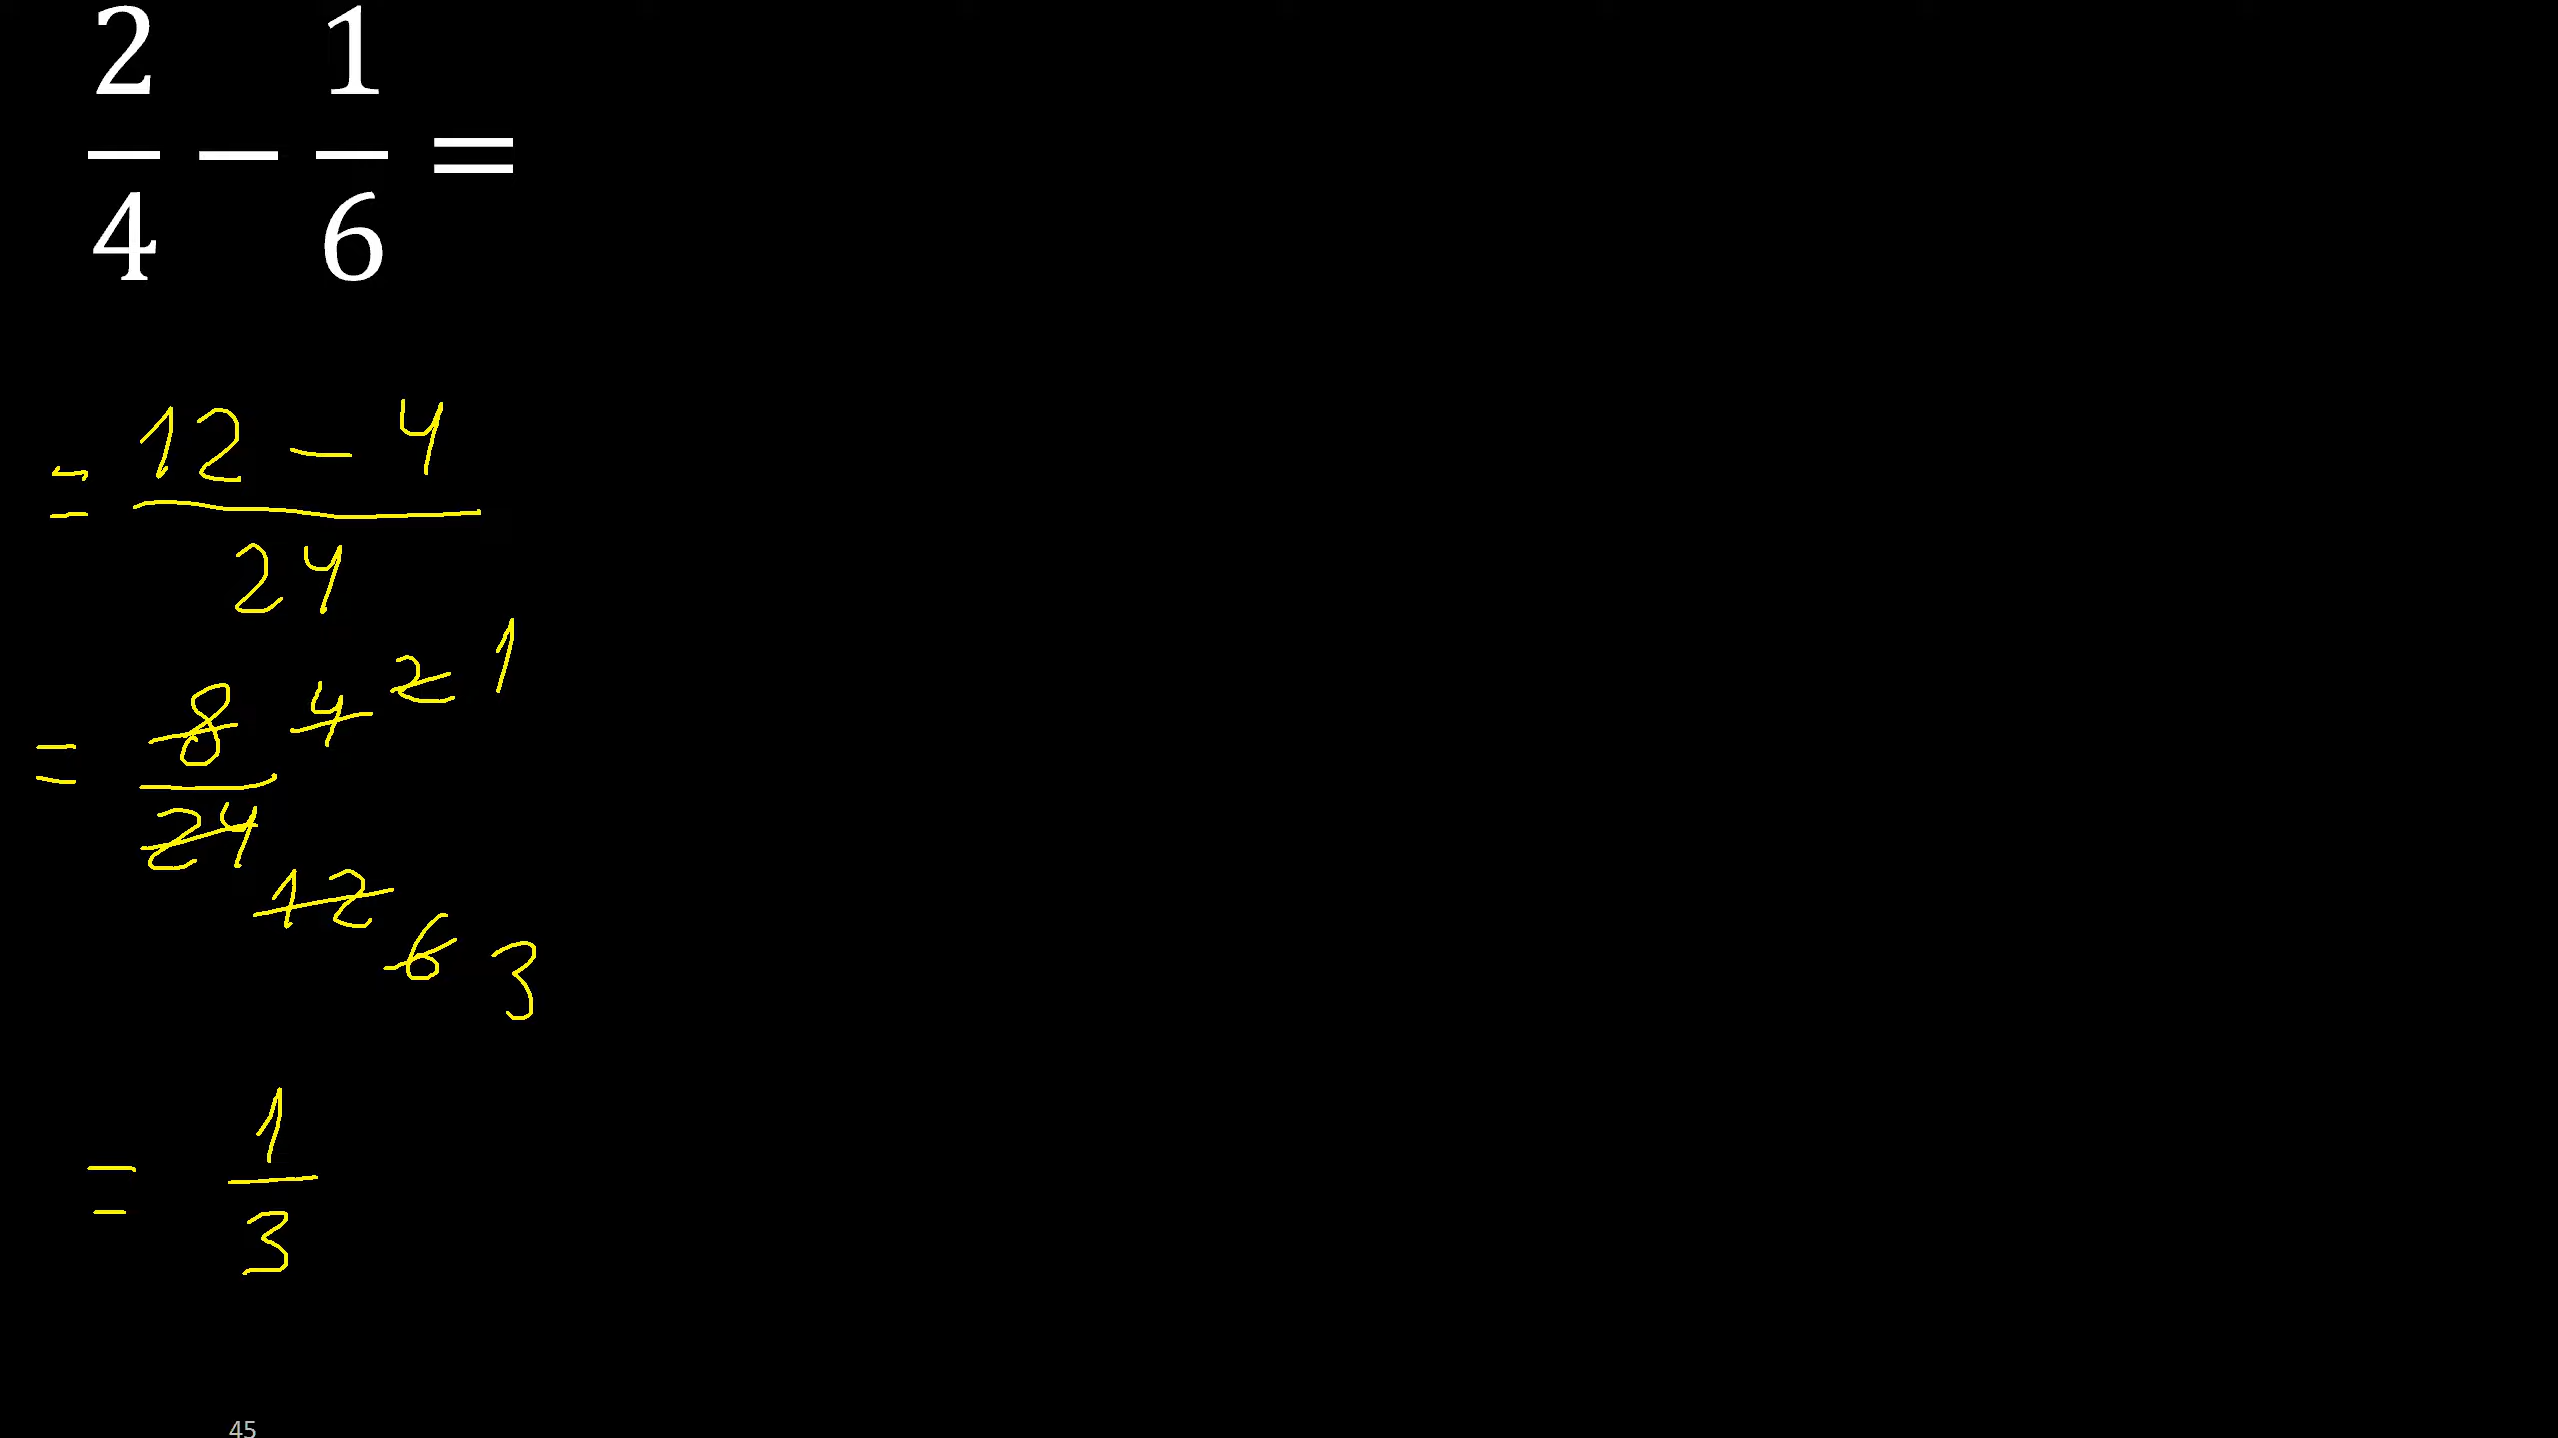 2/4 − 1/6 =
= 12 − 4 / 24
= 8 4 2 1 / 24 12 6 3
= 1/3
45